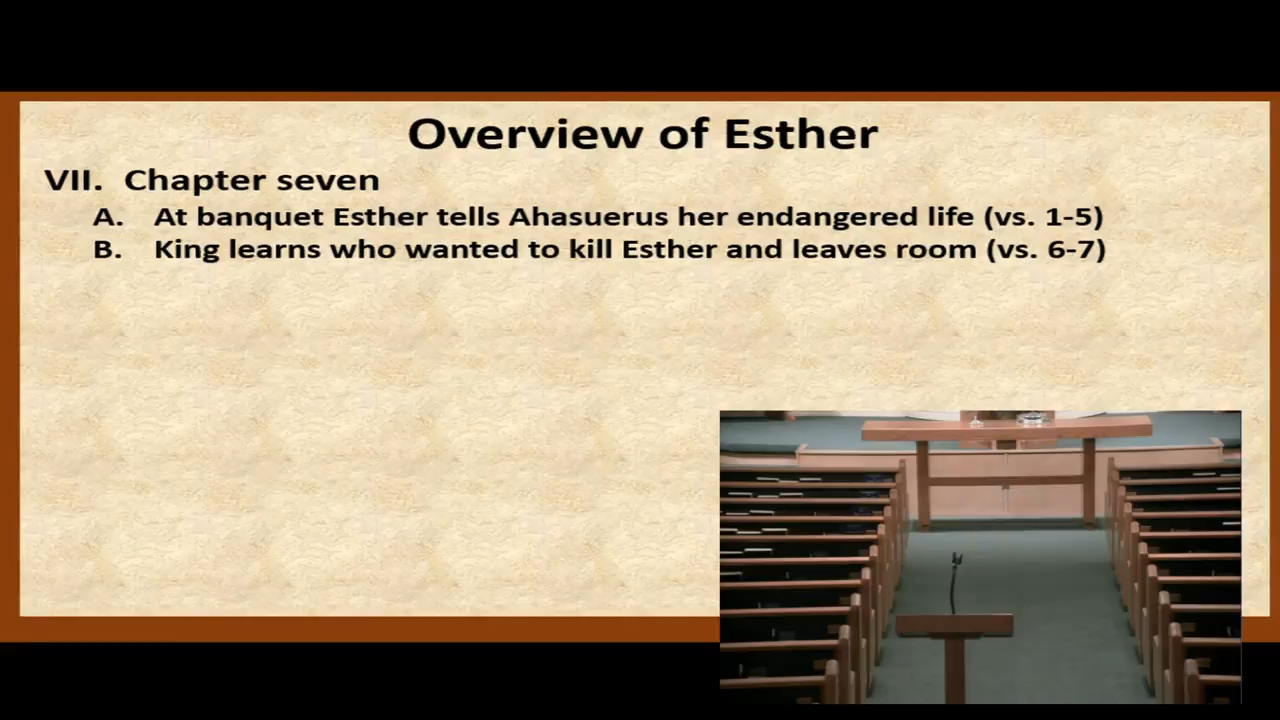 Overview of Esther
VII. Chapter seven
A. At banquet Esther tells Ahasuerus her endangered life (vs. 1-5)
B. King learns who wanted to kill Esther and leaves room (vs. 6-7)